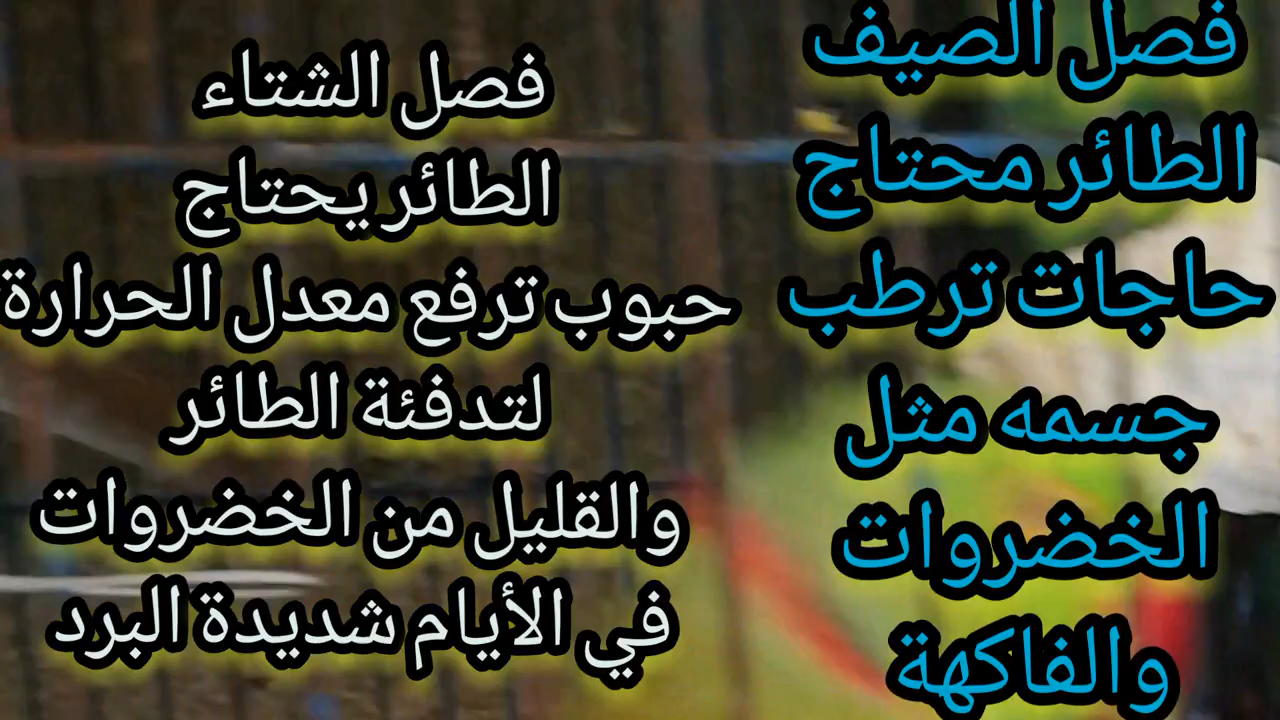 فصل الصيف
الطائر محتاج
حاجات ترطب
جسمه مثل
الخضروات
والفاكهة
فصل الشتاء
الطائر يحتاج
حبوب ترفع معدل الحرارة
لتدفئة الطائر
والقليل من الخضروات
في الأيام شديدة البرد